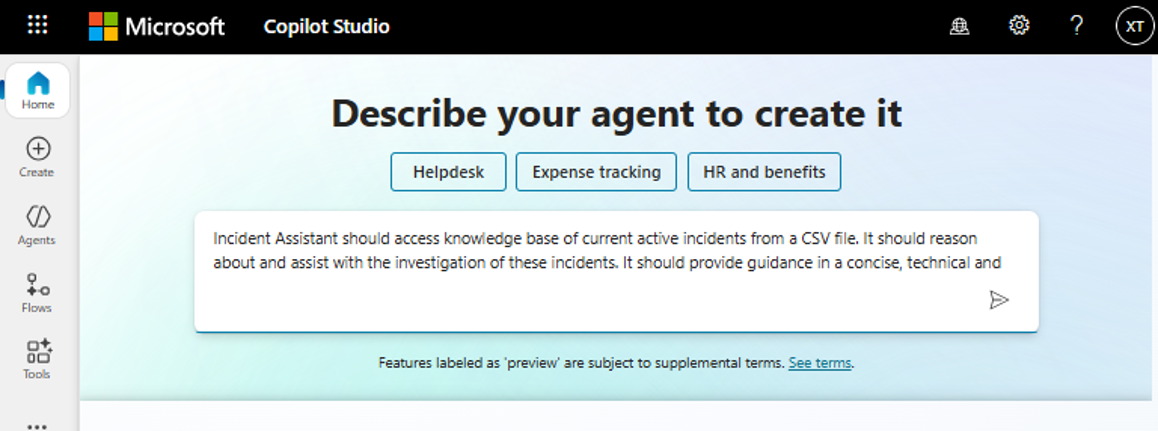 Microsoft Copilot Studio ? XT
Home
Create
Agents
Flows
Tools
Describe your agent to create it
Helpdesk Expense tracking HR and benefits
Incident Assistant should access knowledge base of current active incidents from a CSV file. It should reason
about and assist with the investigation of these incidents. It should provide guidance in a concise, technical and
Features labeled as 'preview' are subject to supplemental terms. See terms.